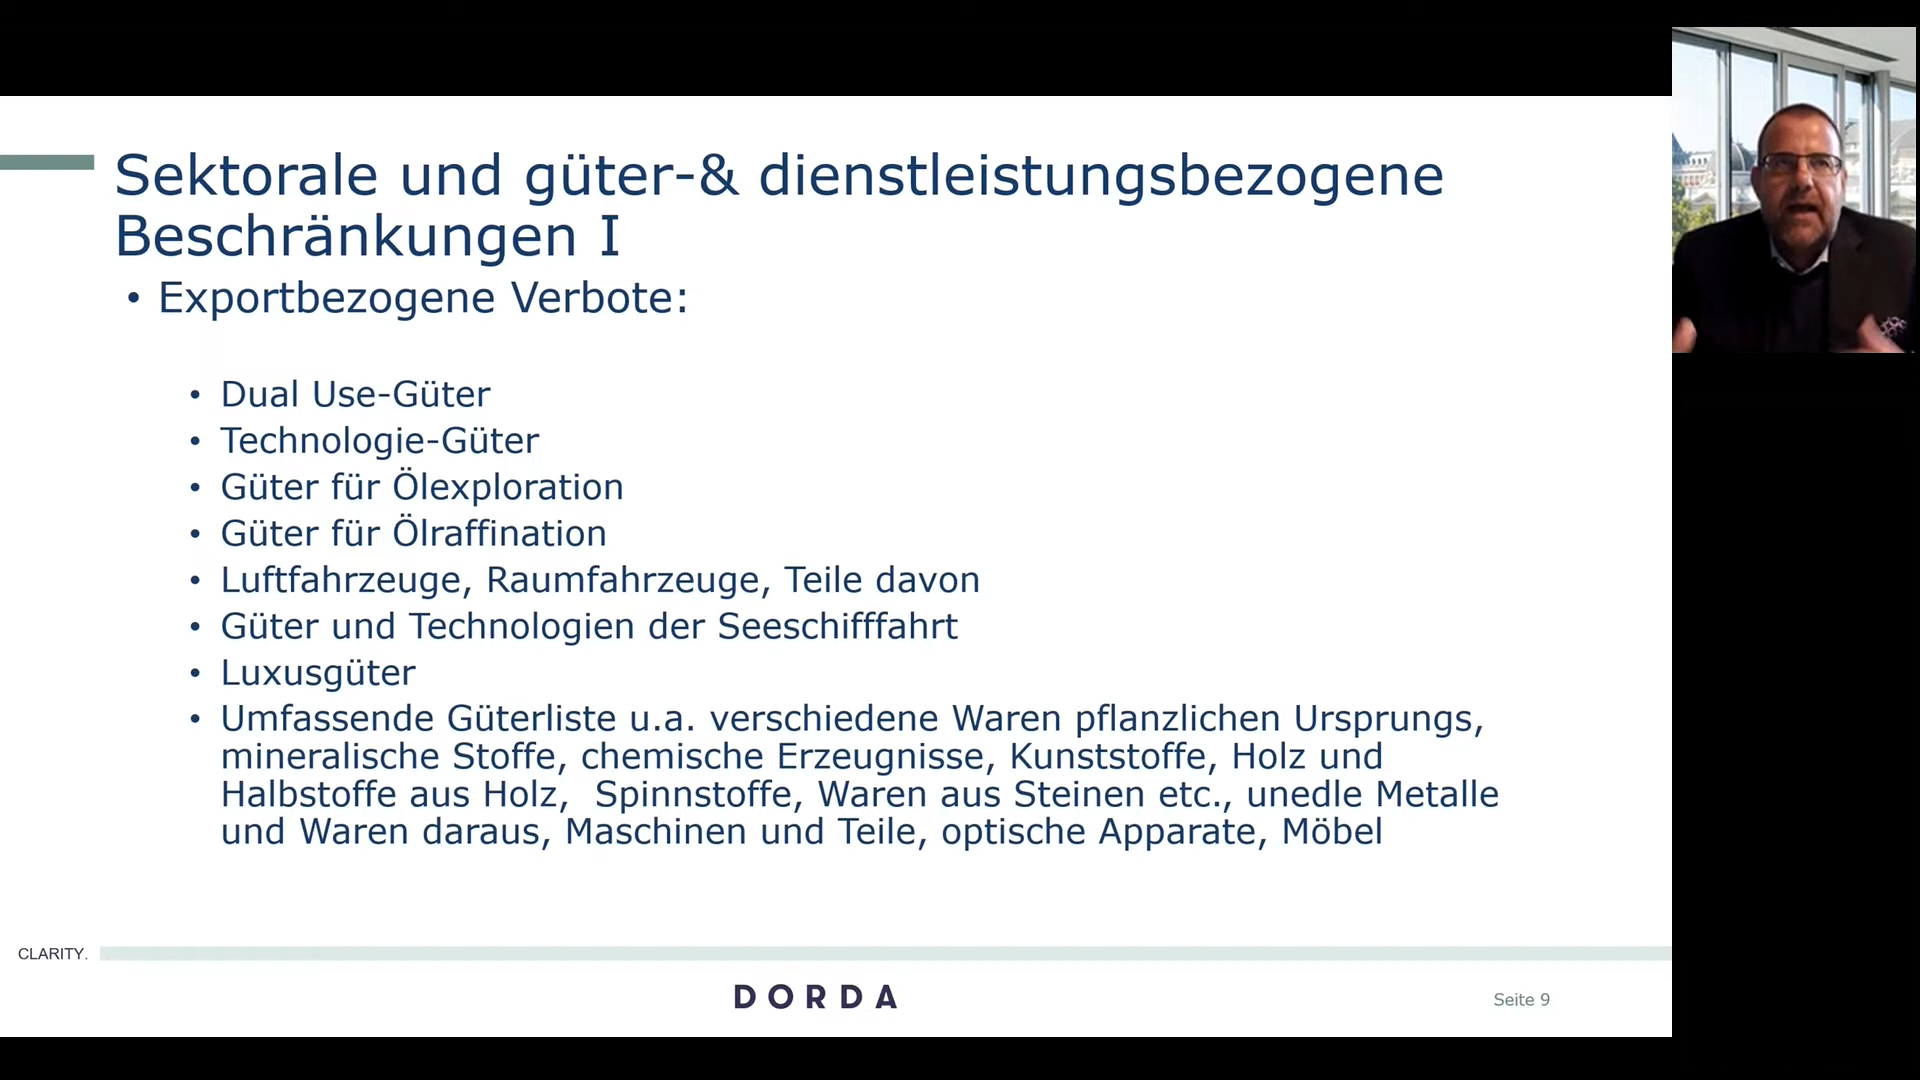 Sektorale und güter-& dienstleistungsbezogene
Beschränkungen I
• Exportbezogene Verbote:
• Dual Use-Güter
• Technologie-Güter
• Güter für Ölexploration
• Güter für Ölraffination
• Luftfahrzeuge, Raumfahrzeuge, Teile davon
• Güter und Technologien der Seeschifffahrt
• Luxusgüter
• Umfassende Güterliste u.a. verschiedene Waren pflanzlichen Ursprungs,
mineralische Stoffe, chemische Erzeugnisse, Kunststoffe, Holz und
Halbstoffe aus Holz,  Spinnstoffe, Waren aus Steinen etc., unedle Metalle
und Waren daraus, Maschinen und Teile, optische Apparate, Möbel
CLARITY.
DORDA
Seite 9